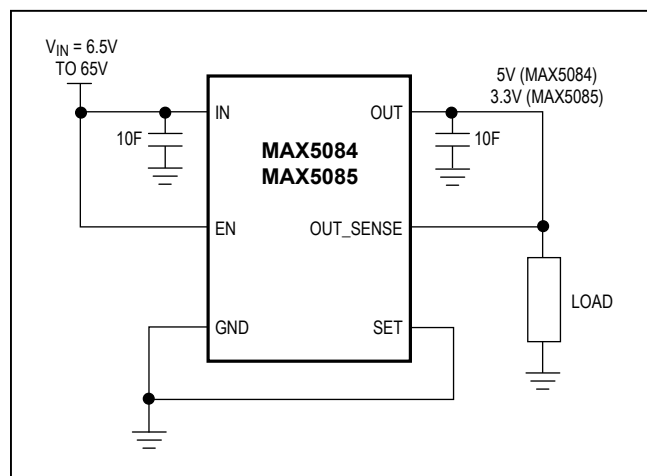 VIN = 6.5V
TO 65V
5V (MAX5084)
3.3V (MAX5085)
IN
OUT
10F
10F
MAX5084
MAX5085
EN
OUT_SENSE
LOAD
GND
SET